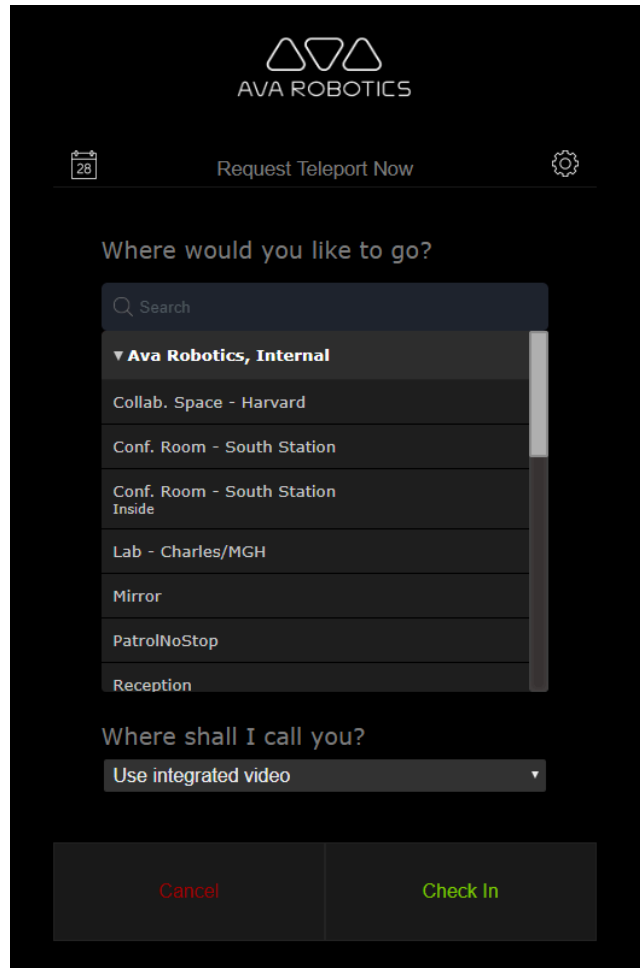 AVA ROBOTICS
28
Request Teleport Now
Where would you like to go?
Search
▼ Ava Robotics, Internal
Collab. Space - Harvard
Conf. Room - South Station
Conf. Room - South Station
Inside
Lab - Charles/MGH
Mirror
PatrolNoStop
Reception
Where shall I call you?
Use integrated video
Cancel
Check In